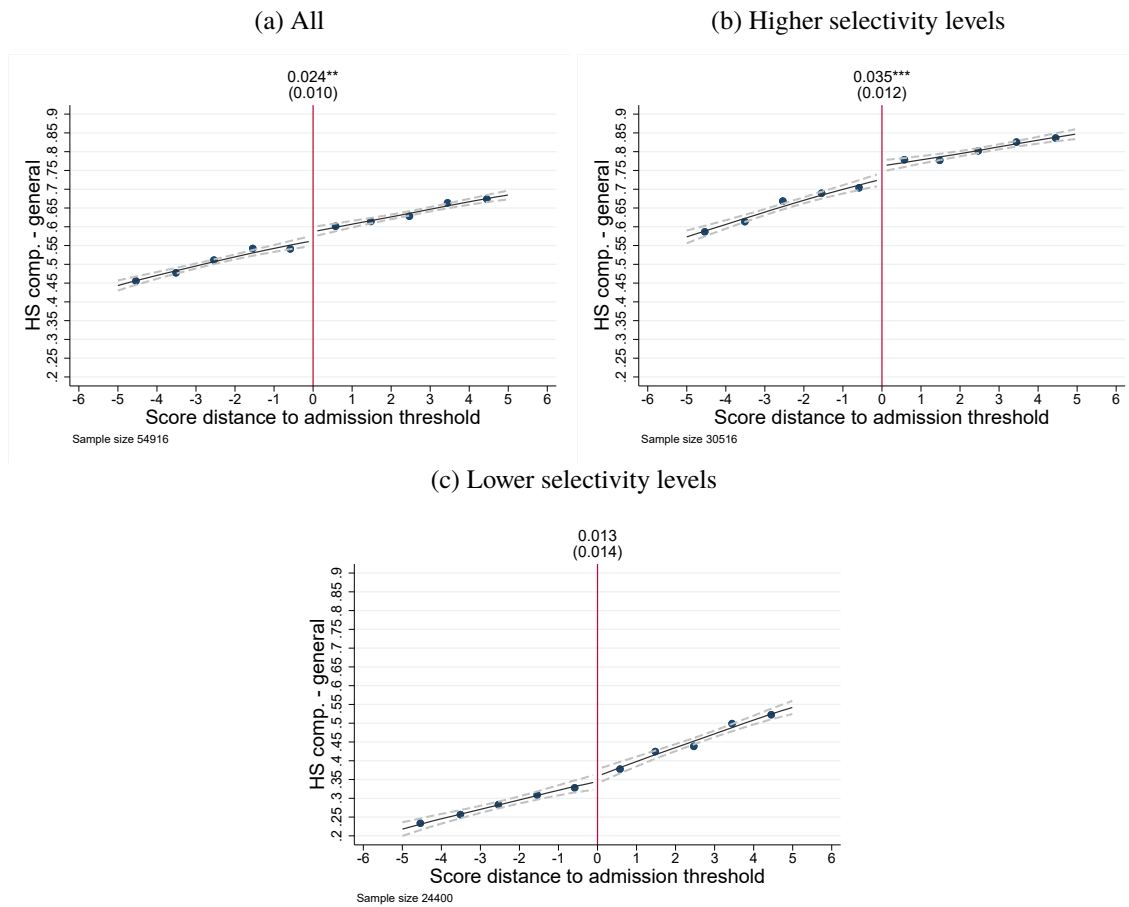 (a) All
0.024**
(0.010)
HS comp. - general
.2 .25 .3 .35 .4 .45 .5 .55 .6 .65 .7 .75 .8 .85 .9
-6 -5 -4 -3 -2 -1 0 1 2 3 4 5 6
Score distance to admission threshold
Sample size 54916
(b) Higher selectivity levels
0.035***
(0.012)
HS comp. - general
.2 .25 .3 .35 .4 .45 .5 .55 .6 .65 .7 .75 .8 .85 .9
-6 -5 -4 -3 -2 -1 0 1 2 3 4 5 6
Score distance to admission threshold
Sample size 30516
(c) Lower selectivity levels
0.013
(0.014)
HS comp. - general
.2 .25 .3 .35 .4 .45 .5 .55 .6 .65 .7 .75 .8 .85 .9
-6 -5 -4 -3 -2 -1 0 1 2 3 4 5 6
Score distance to admission threshold
Sample size 24400